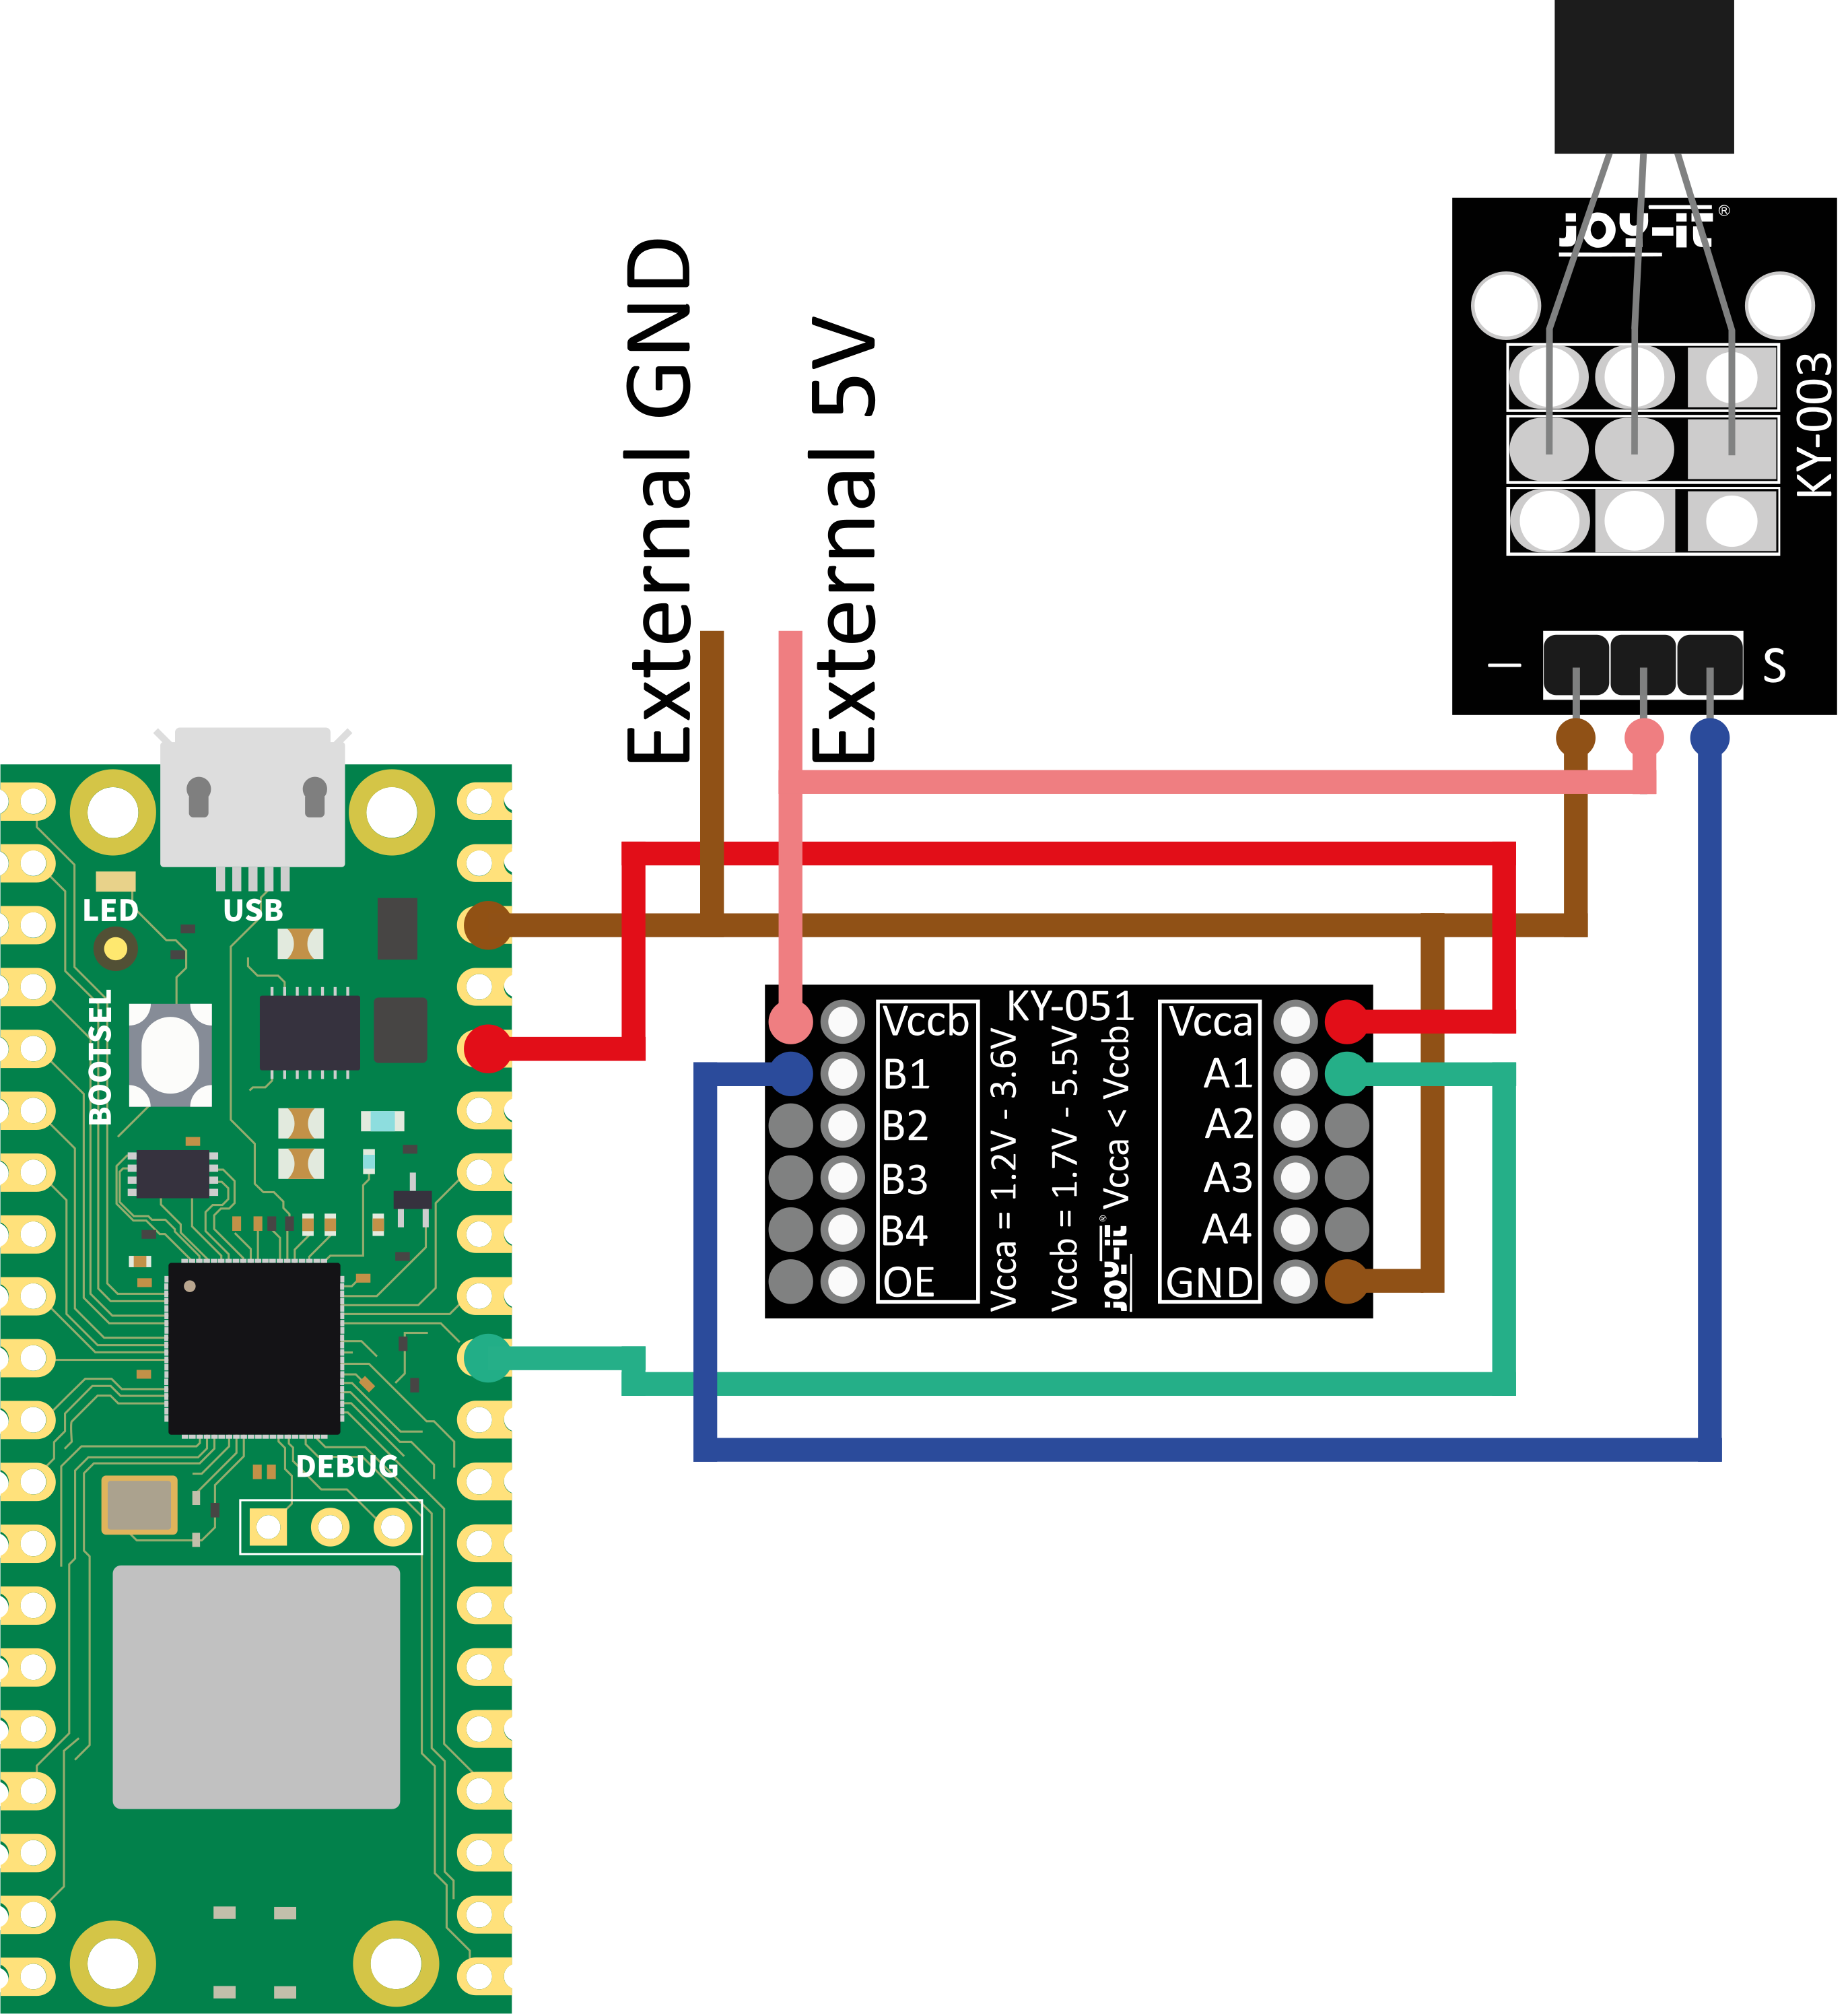 External GND
External 5V
joy-it®
KY-003
—
S
LED
USB
BOOTSEL
DEBUG
KY-051
Vccb
B1
B2
B3
B4
OE
Vcca = 1.2V - 3.6V
Vccb = 1.7V - 5.5V
Vcca < Vccb
joy-it®
Vcca
A1
A2
A3
A4
GND